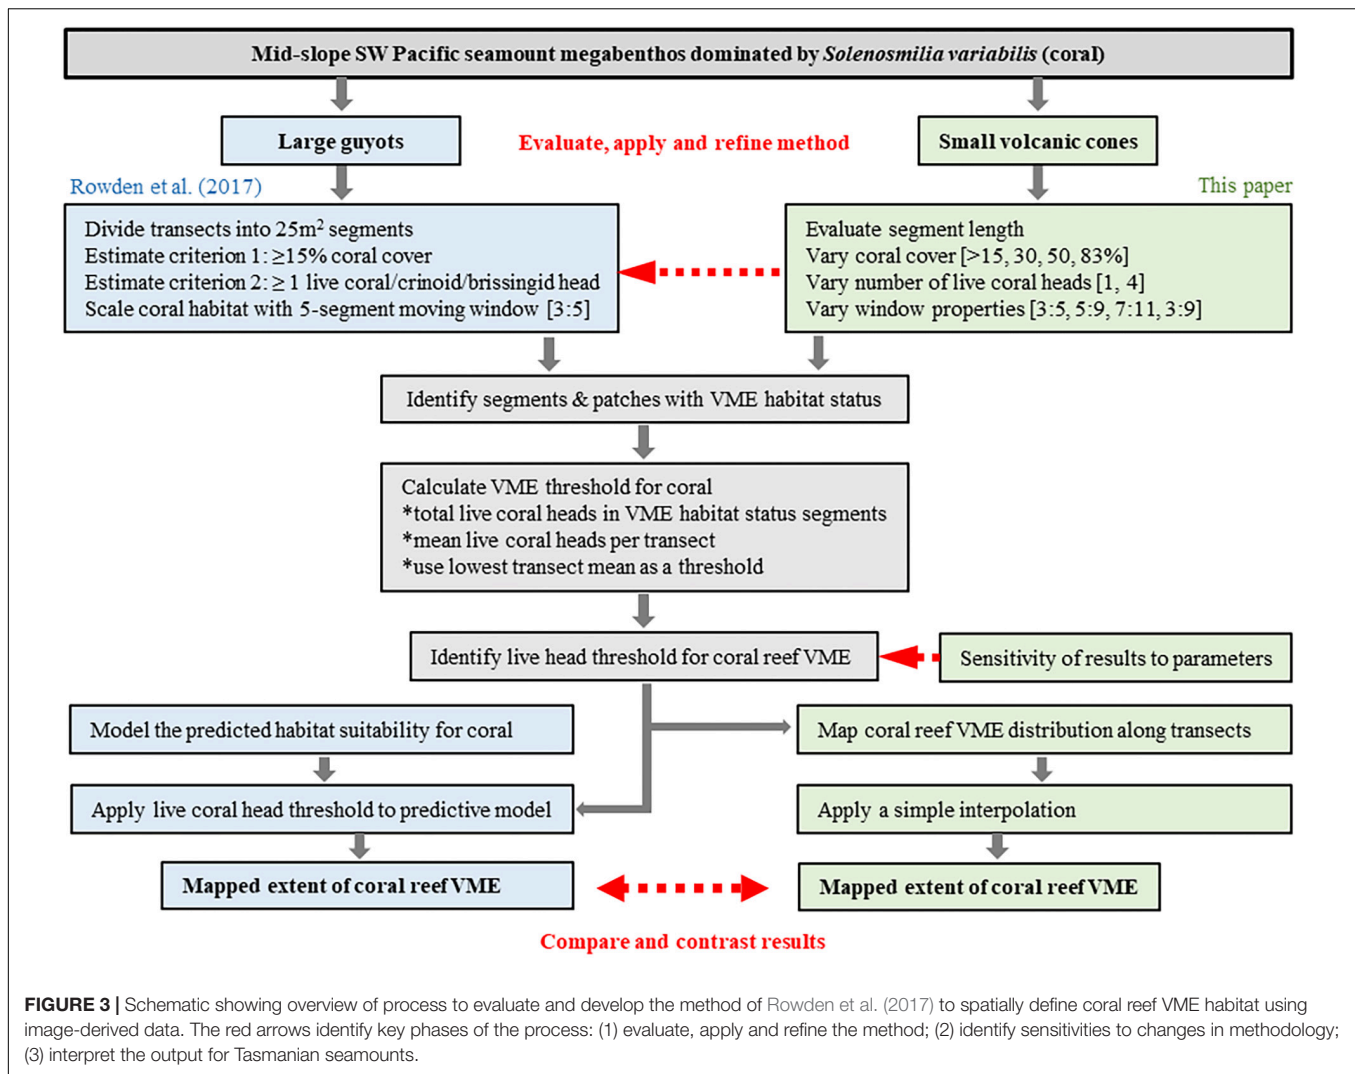 Mid-slope SW Pacific seamount megabenthos dominated by Solenosmilia variabilis (coral)
Large guyots
Evaluate, apply and refine method
Small volcanic cones
Rowden et al. (2017)
This paper
Divide transects into 25m² segments
Estimate criterion 1: ≥15% coral cover
Estimate criterion 2: ≥ 1 live coral/crinoid/brissingid head
Scale coral habitat with 5-segment moving window [3:5]
Evaluate segment length
Vary coral cover [>15, 30, 50, 83%]
Vary number of live coral heads [1, 4]
Vary window properties [3:5, 5:9, 7:11, 3:9]
Identify segments & patches with VME habitat status
Calculate VME threshold for coral
*total live coral heads in VME habitat status segments
*mean live coral heads per transect
*use lowest transect mean as a threshold
Identify live head threshold for coral reef VME
Sensitivity of results to parameters
Model the predicted habitat suitability for coral
Map coral reef VME distribution along transects
Apply live coral head threshold to predictive model
Apply a simple interpolation
Mapped extent of coral reef VME
Mapped extent of coral reef VME
Compare and contrast results
FIGURE 3 | Schematic showing overview of process to evaluate and develop the method of Rowden et al. (2017) to spatially define coral reef VME habitat using
image-derived data. The red arrows identify key phases of the process: (1) evaluate, apply and refine the method; (2) identify sensitivities to changes in methodology;
(3) interpret the output for Tasmanian seamounts.